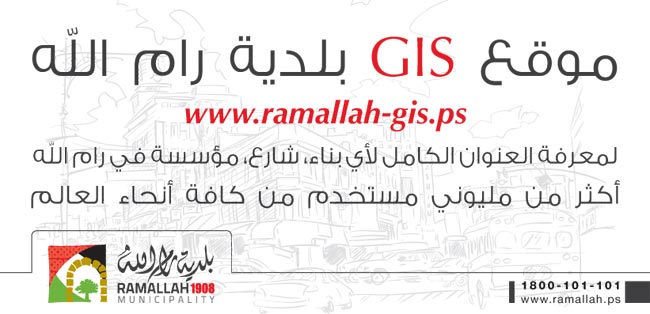 موقع GIS بلدية رام الله
www.ramallah-gis.ps
لمعرفة العنوان الكامل لأي بناء، شارع، مؤسسة في رام الله
أكثر من مليوني مستخدم من كافة أنحاء العالم
بلدية رام الله
RAMALLAH 1908
MUNICIPALITY
1800-101-101
www.ramallah.ps